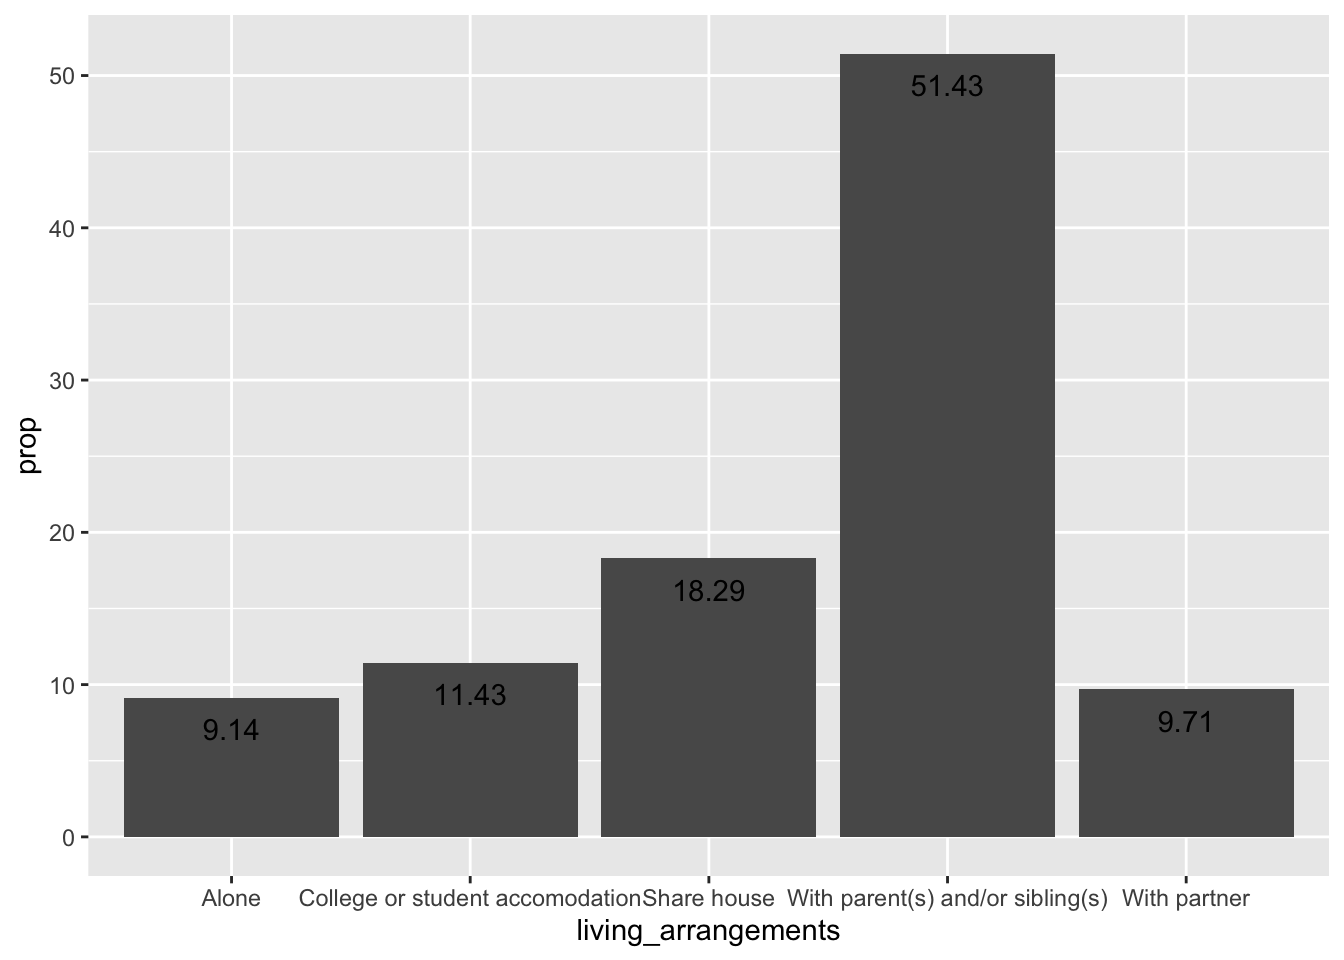 50
40
30
20
10
0
prop
51.43
18.29
11.43
9.14
9.71
Alone
College or student accomodation
Share house
With parent(s) and/or sibling(s)
With partner
living_arrangements